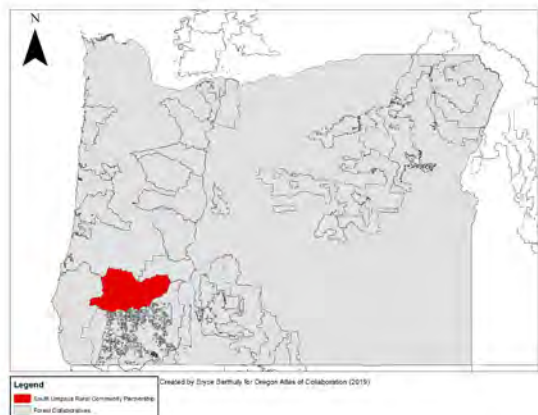 N
Created by Bryce Bertholy for Oregon Atlas of Collaboration (2019)
Legend
South Umpqua Rural Community Partnership
Forest Collaboratives